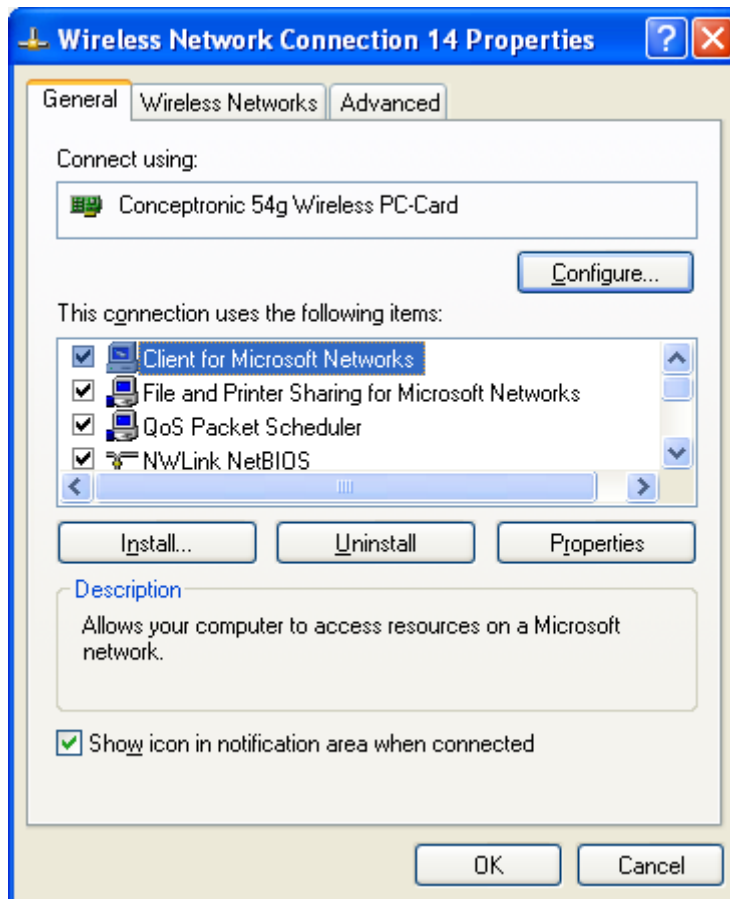 Wireless Network Connection 14 Properties
General Wireless Networks Advanced
Connect using:
Conceptronic 54g Wireless PC-Card
Configure...
This connection uses the following items:
Client for Microsoft Networks
File and Printer Sharing for Microsoft Networks
QoS Packet Scheduler
NWLink NetBIOS
Install... Uninstall Properties
Description
Allows your computer to access resources on a Microsoft
network.
Show icon in notification area when connected
OK Cancel